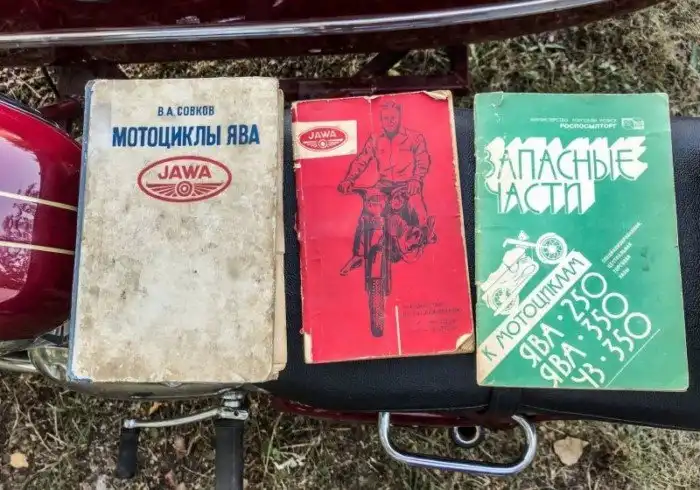 В.А. СОВКОВ
МОТОЦИКЛЫ ЯВА
JAWA
JAWA
МИНИСТЕРСТВО ТОРГОВЛИ РСФСР
РОСПОСЫЛТОРГ
ЗАПАСНЫЕ
ЧАСТИ
К МОТОЦИКЛАМ
ЯВА·250
ЯВА·350
ЧЗ·350